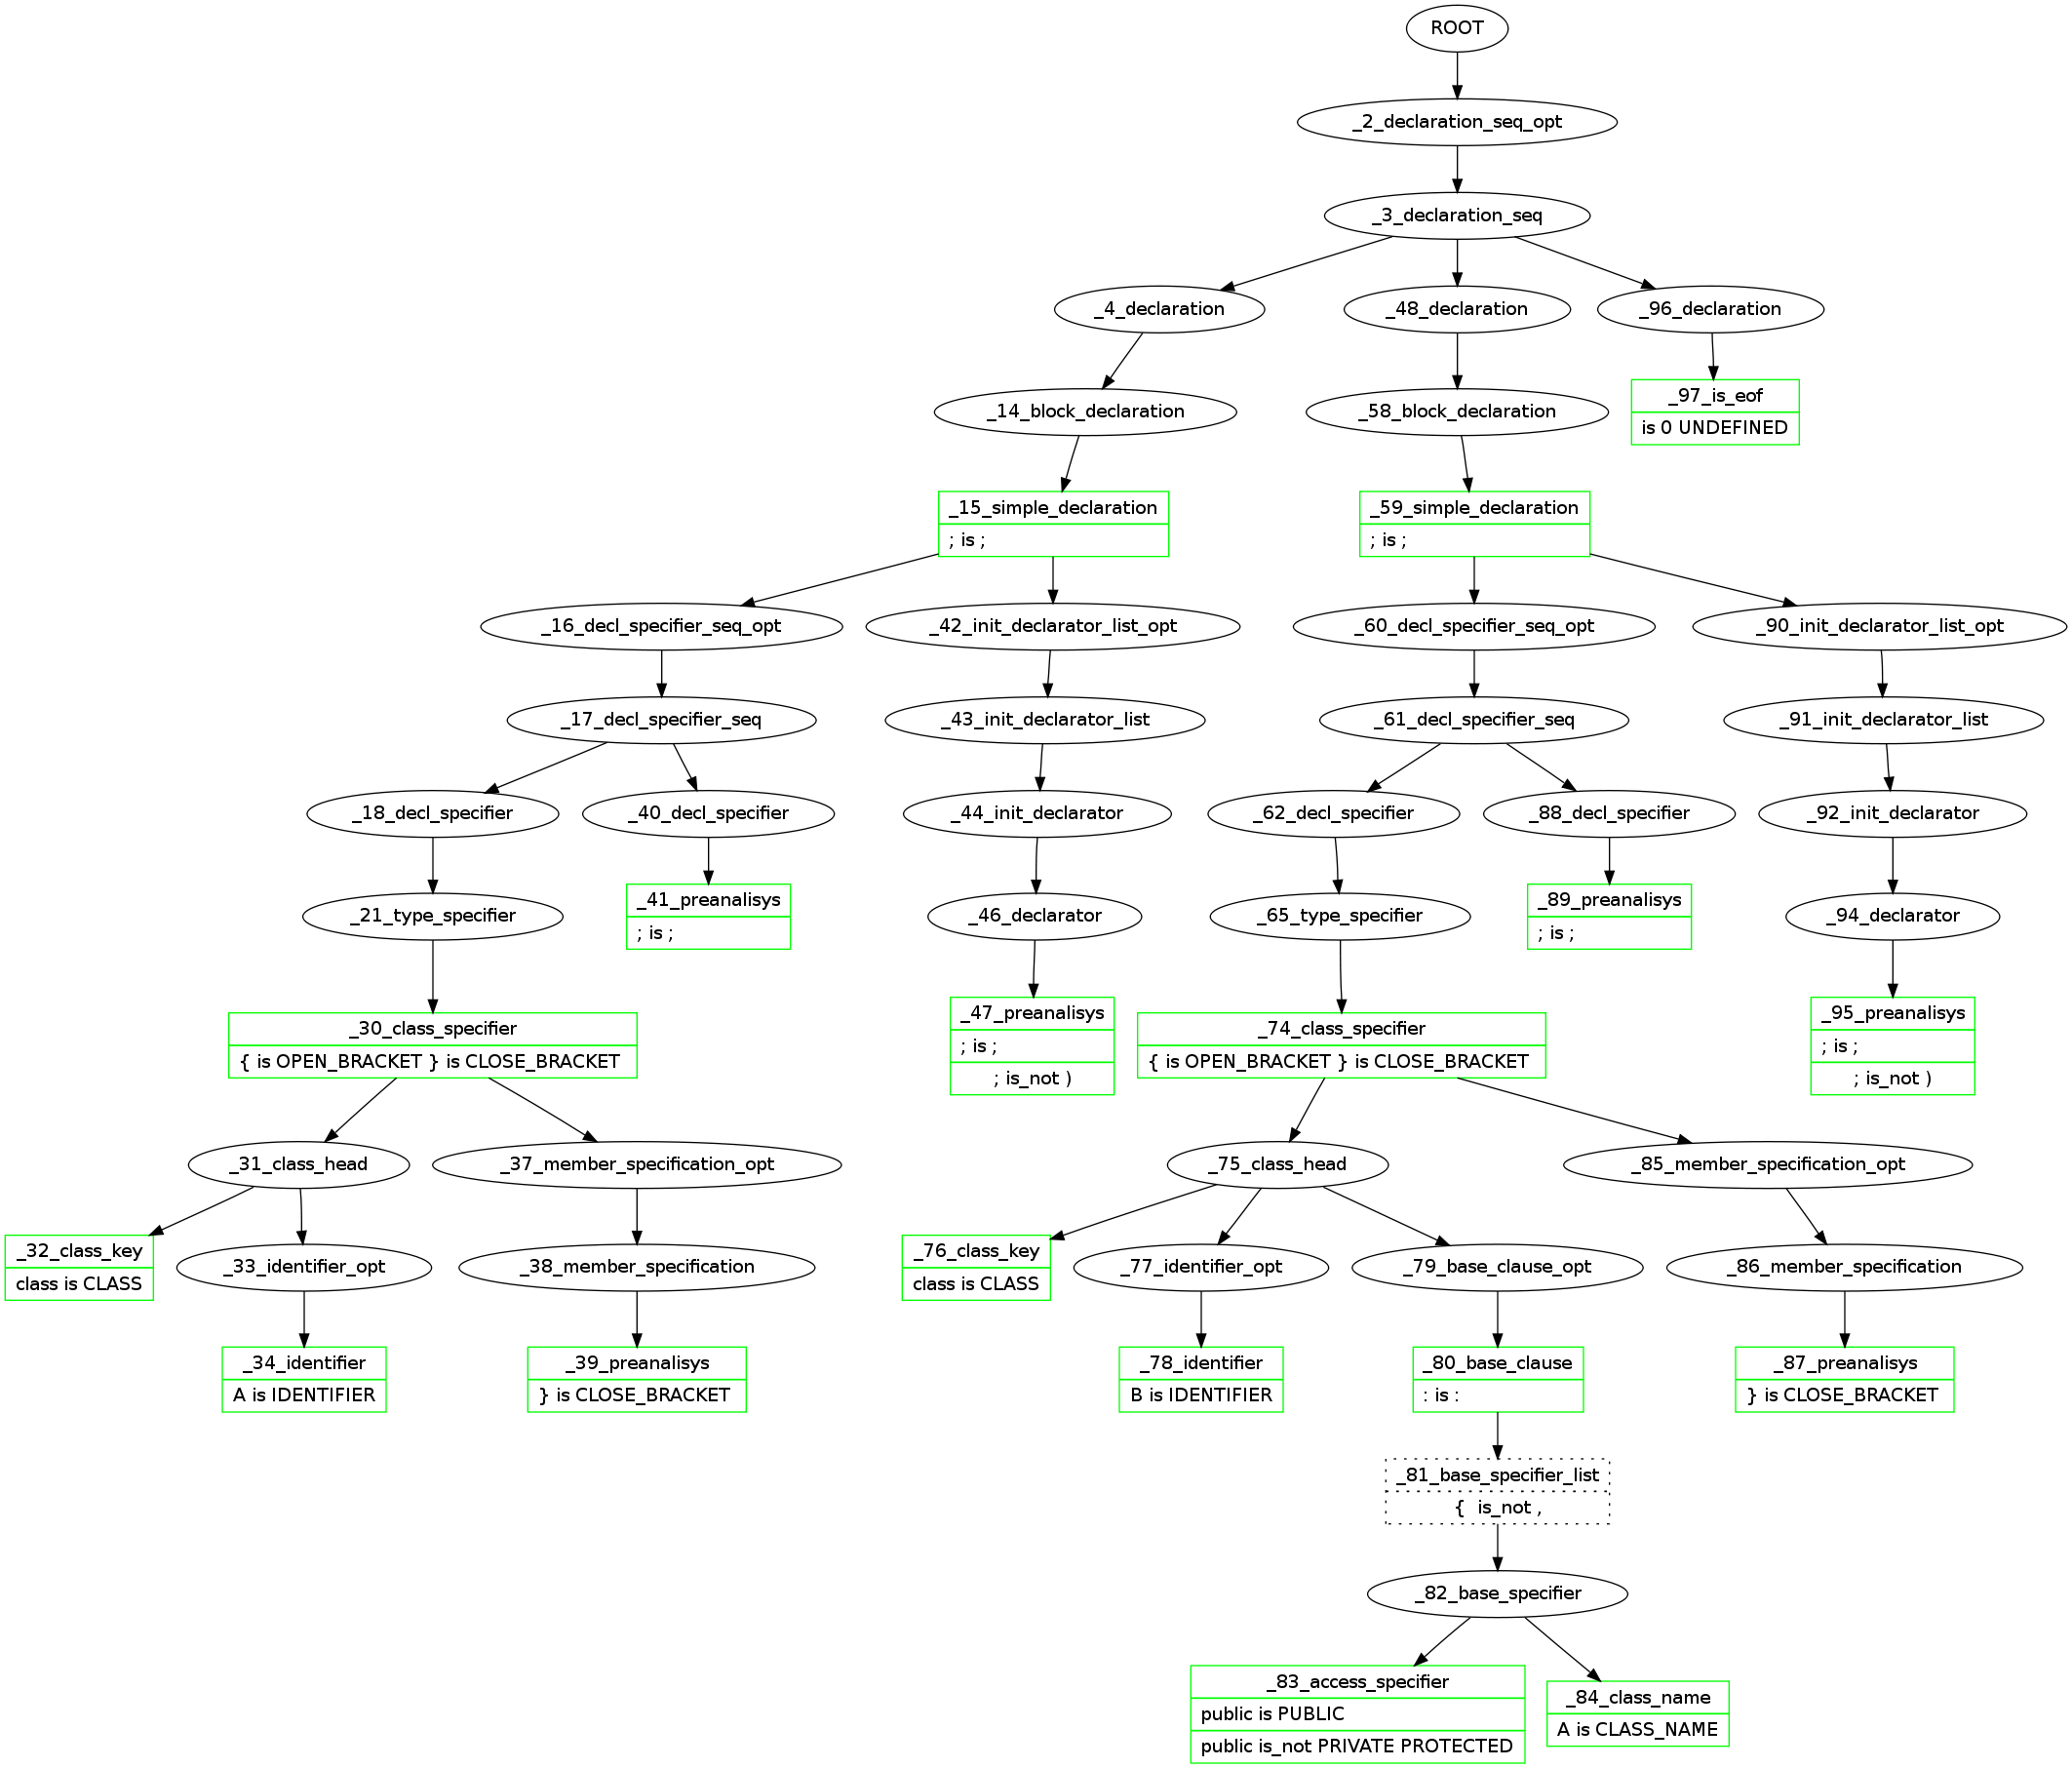 ROOT
_2_declaration_seq_opt
_3_declaration_seq
_4_declaration
_48_declaration
_96_declaration
_14_block_declaration
_58_block_declaration
_97_is_eof
is 0 UNDEFINED
_15_simple_declaration
; is ;
_59_simple_declaration
; is ;
_16_decl_specifier_seq_opt
_42_init_declarator_list_opt
_60_decl_specifier_seq_opt
_90_init_declarator_list_opt
_17_decl_specifier_seq
_43_init_declarator_list
_61_decl_specifier_seq
_91_init_declarator_list
_18_decl_specifier
_40_decl_specifier
_44_init_declarator
_62_decl_specifier
_88_decl_specifier
_92_init_declarator
_21_type_specifier
_41_preanalisys
; is ;
_46_declarator
_65_type_specifier
_89_preanalisys
; is ;
_94_declarator
_30_class_specifier
{ is OPEN_BRACKET } is CLOSE_BRACKET
_47_preanalisys
; is ;
; is_not )
_74_class_specifier
{ is OPEN_BRACKET } is CLOSE_BRACKET
_95_preanalisys
; is ;
; is_not )
_31_class_head
_37_member_specification_opt
_75_class_head
_85_member_specification_opt
_32_class_key
class is CLASS
_33_identifier_opt
_38_member_specification
_76_class_key
class is CLASS
_77_identifier_opt
_79_base_clause_opt
_86_member_specification
_34_identifier
A is IDENTIFIER
_39_preanalisys
} is CLOSE_BRACKET
_78_identifier
B is IDENTIFIER
_80_base_clause
: is :
_87_preanalisys
} is CLOSE_BRACKET
_81_base_specifier_list
{  is_not ,
_82_base_specifier
_83_access_specifier
public is PUBLIC
public is_not PRIVATE PROTECTED
_84_class_name
A is CLASS_NAME